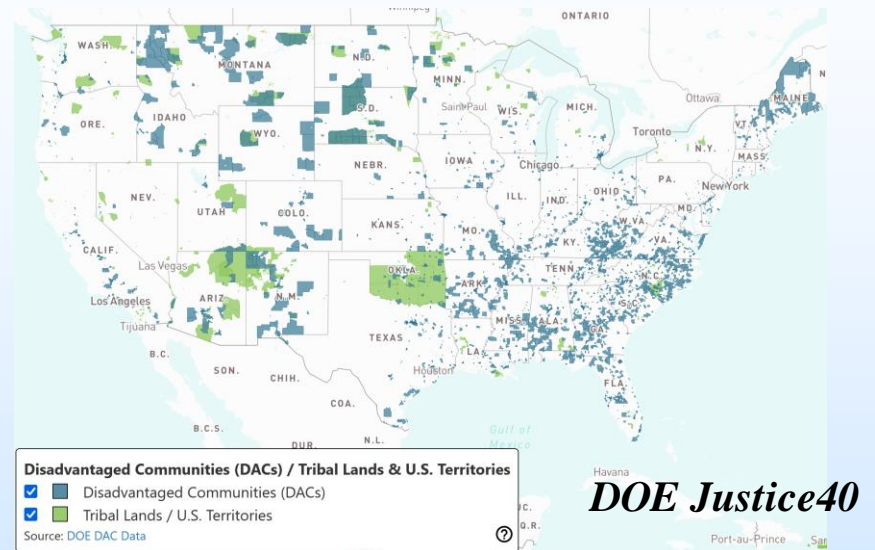 Winnipeg
ONTARIO
WASH.
MONTANA
N.D.
MINN.
Ottawa
N
MAINE
ORE.
IDAHO
S.D.
Saint Paul
WIS.
MICH.
Toronto
VT.
WYO.
N.Y.
MASS.
NEBR.
IOWA
Chicago
PA.
New York
NEV.
UTAH
COLO.
ILL.
IND.
OHIO
MD.
KANS.
MO.
W.VA.
VA.
KY.
CALIF.
Las Vegas
OKLA.
TENN.
N.C.
Los Angeles
ARIZ.
N.M.
ARK.
S.C.
Tijuana
MISS.
ALA.
GA.
B.C.
TEXAS
LA.
SON.
CHIH.
Houston
FLA.
COA.
B.C.S.
N.L.
Gulf of
Mexico
DUR.
Disadvantaged Communities (DACs) / Tribal Lands & U.S. Territories
Disadvantaged Communities (DACs)
Tribal Lands / U.S. Territories
Source: DOE DAC Data
?
Havana
DOE Justice40
Q.R.
Port-au-Prince